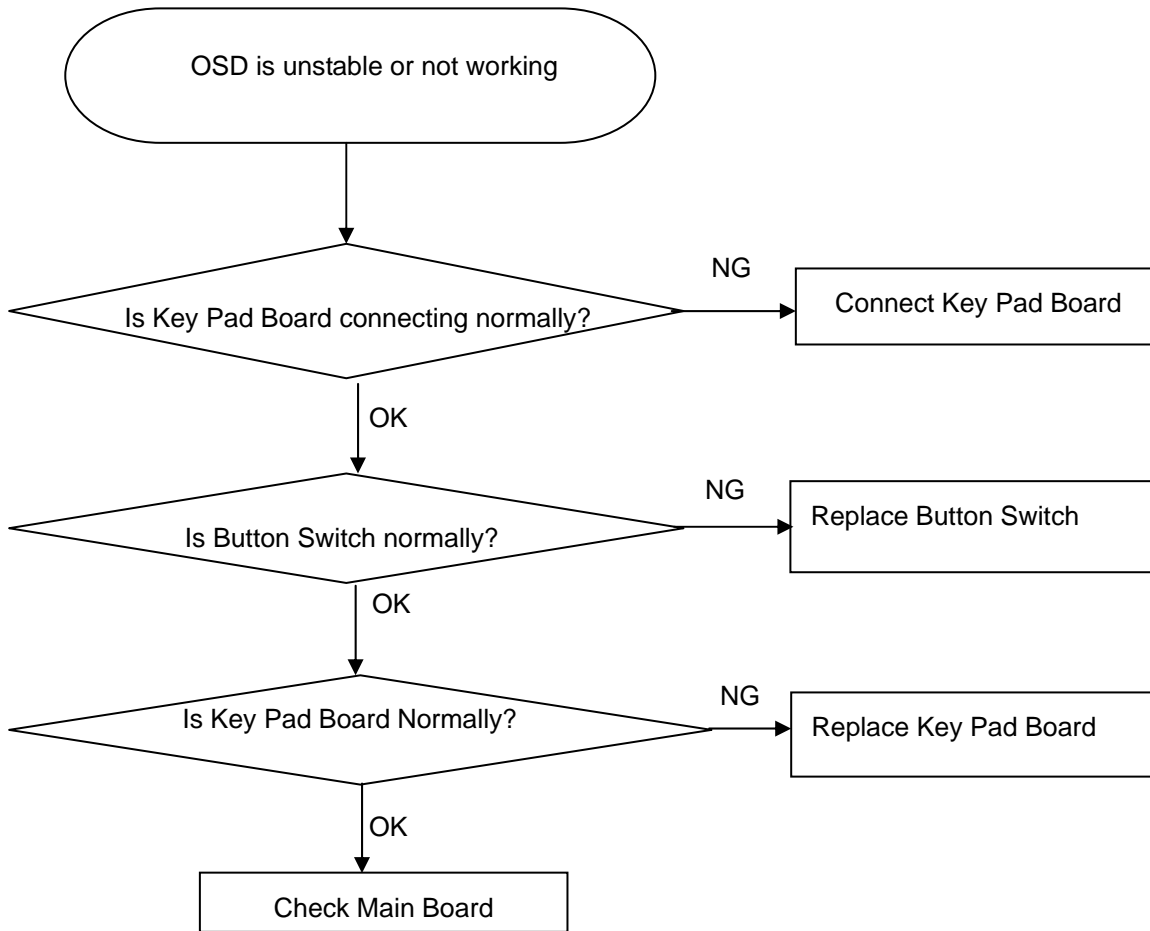 OSD is unstable or not working
NG
Connect Key Pad Board
Is Key Pad Board connecting normally?
OK
NG
Replace Button Switch
Is Button Switch normally?
OK
NG
Is Key Pad Board Normally?
Replace Key Pad Board
OK
Check Main Board